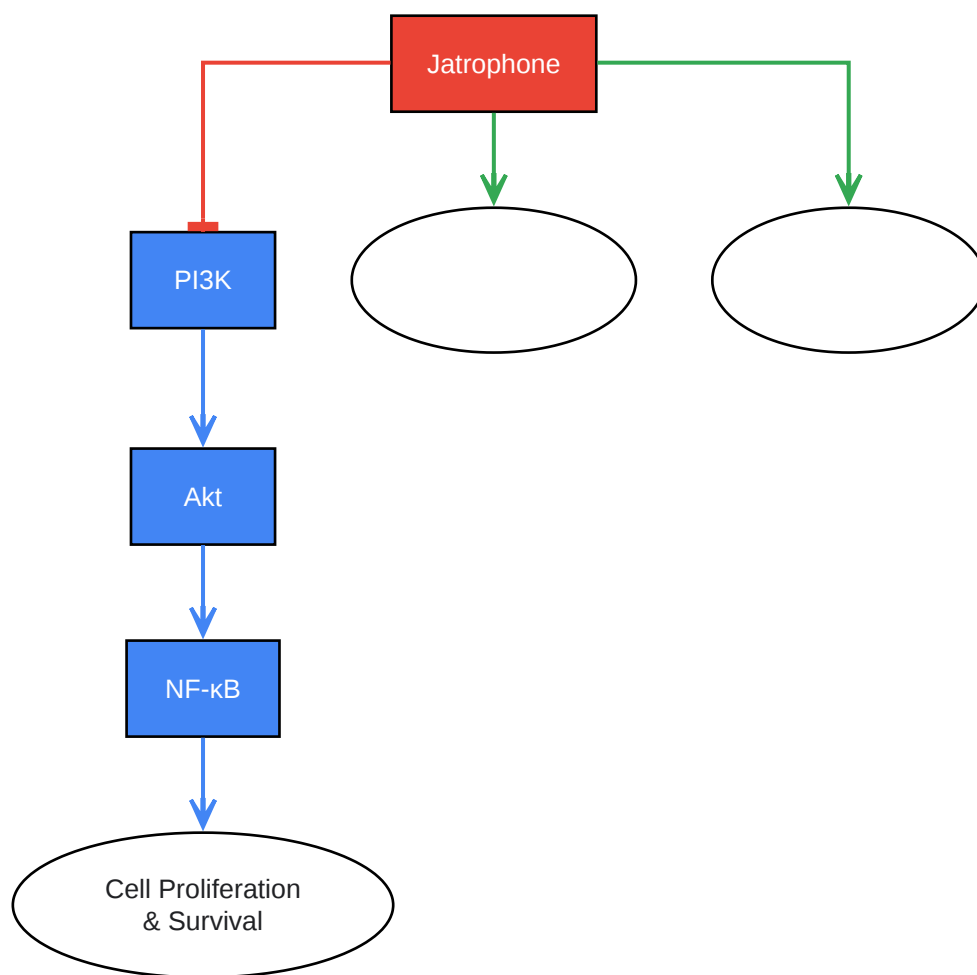 Jatrophone
PI3K
Akt
NF-κB
Cell Proliferation
& Survival